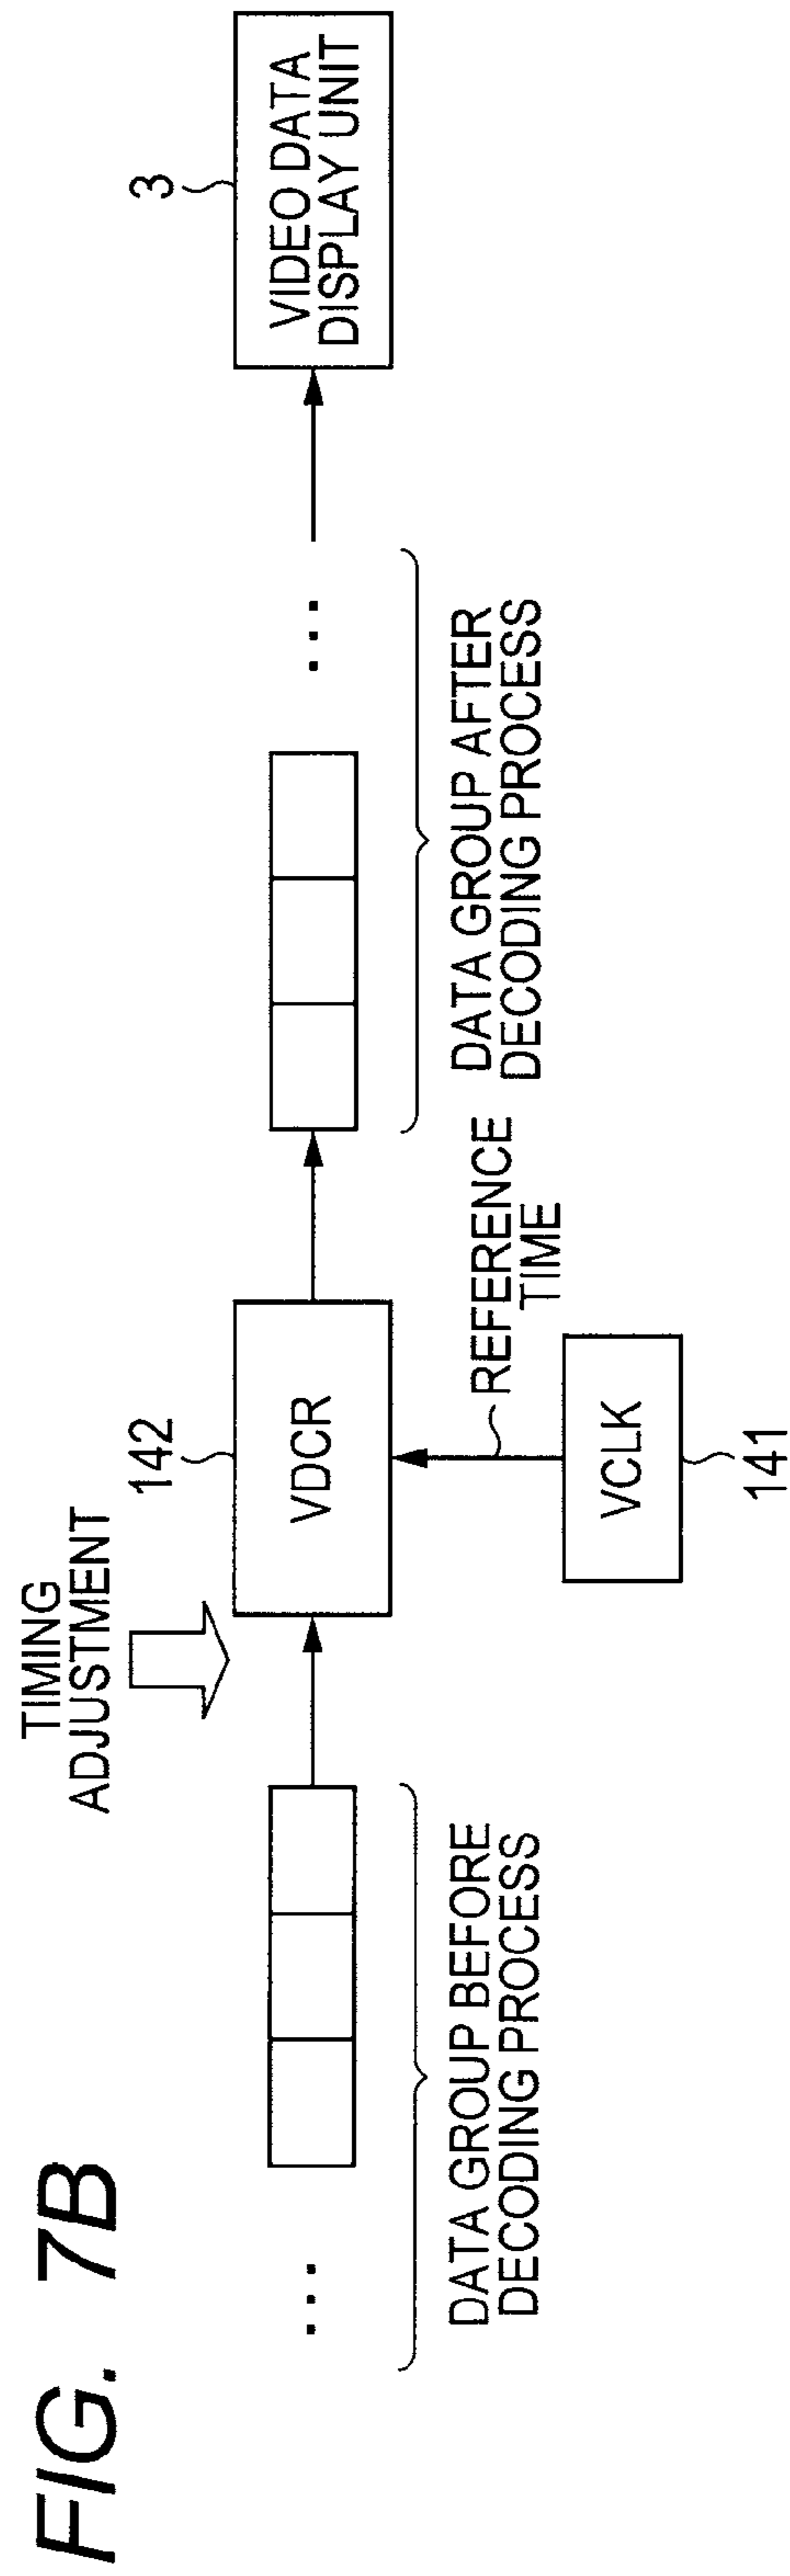 FIG. 7B
TIMING
ADJUSTMENT
142
3
VDCR
VIDEO DATA
DISPLAY UNIT
DATA GROUP BEFORE
DECODING PROCESS
REFERENCE
TIME
DATA GROUP AFTER
DECODING PROCESS
VCLK
141